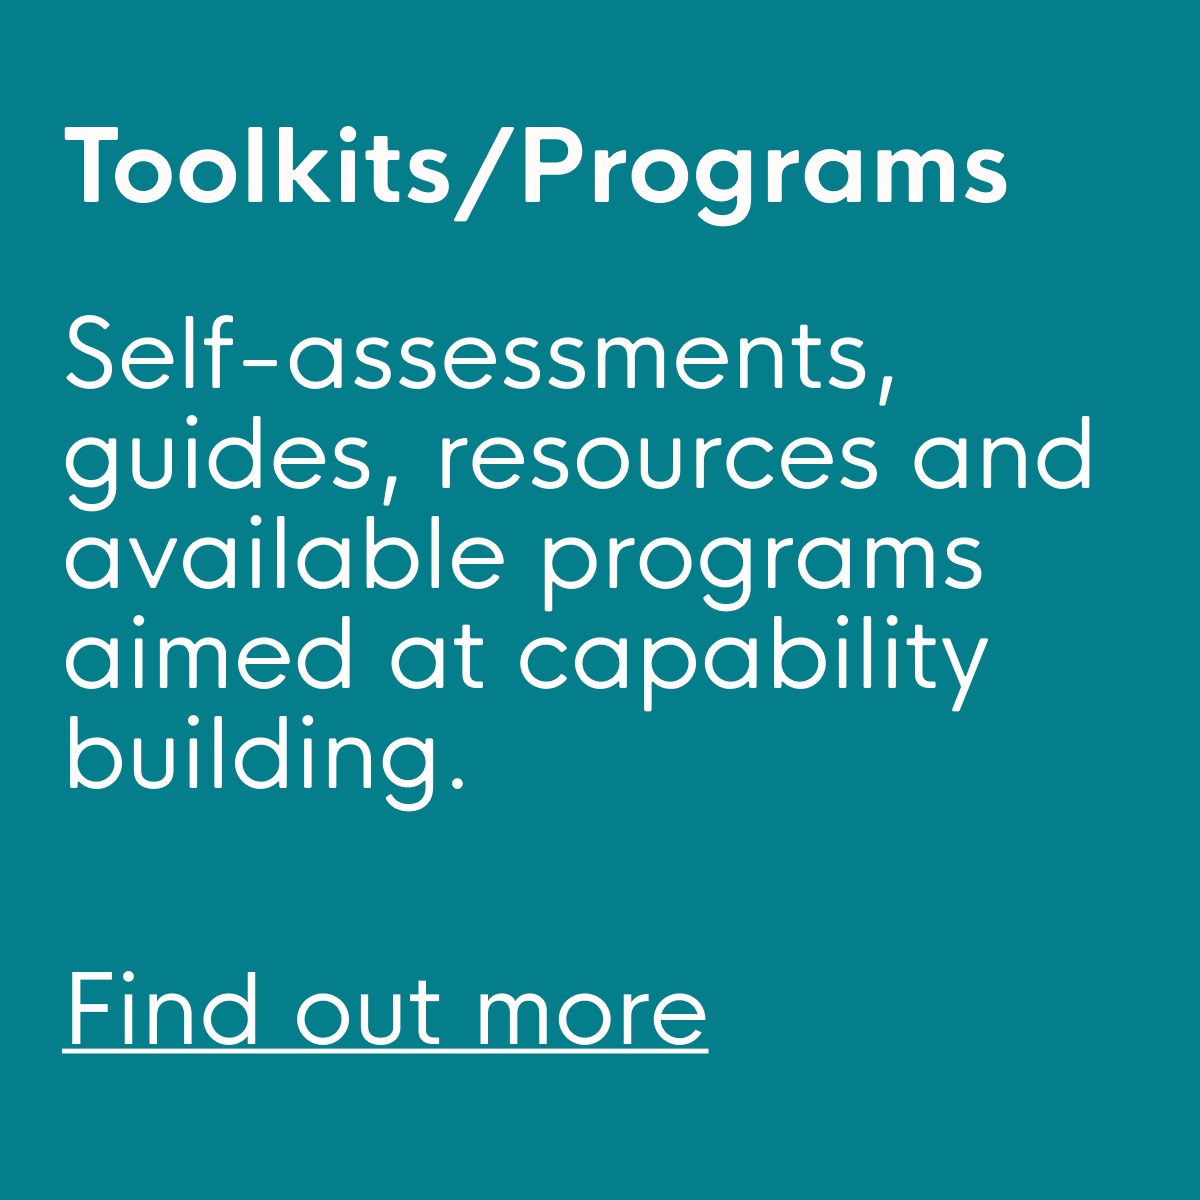 Toolkits/Programs
Self-assessments,
guides, resources and
available programs
aimed at capability
building.
Find out more